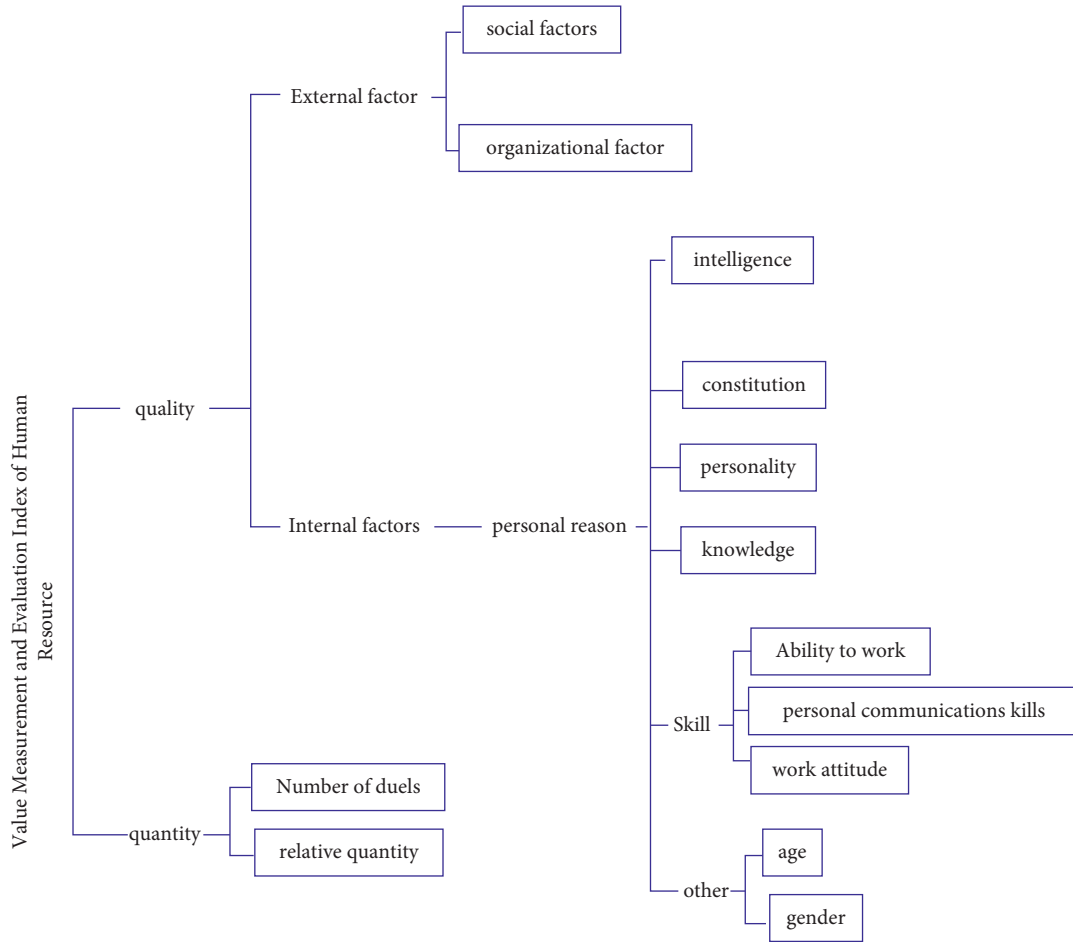 Value Measurement and Evaluation Index of Human
Resource
quality
External factor
social factors
organizational factor
Internal factors
personal reason
intelligence
constitution
personality
knowledge
Skill
Ability to work
personal communications kills
work attitude
other
age
gender
quantity
Number of duels
relative quantity